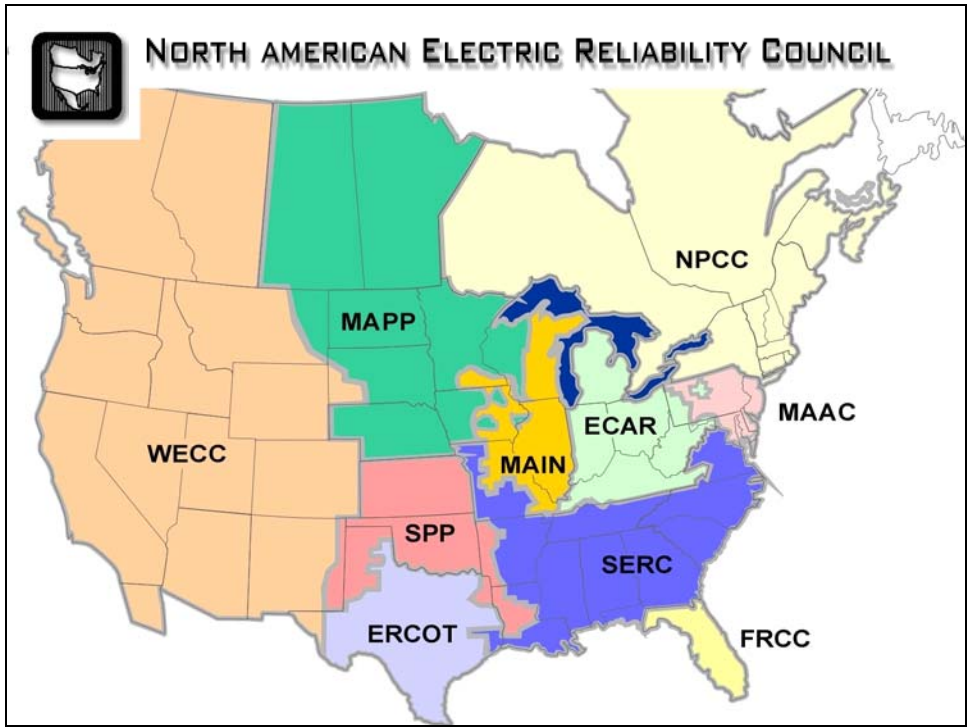 NORTH AMERICAN ELECTRIC RELIABILITY COUNCIL
NPCC
MAPP
MAAC
ECAR
WECC
MAIN
SPP
SERC
ERCOT
FRCC